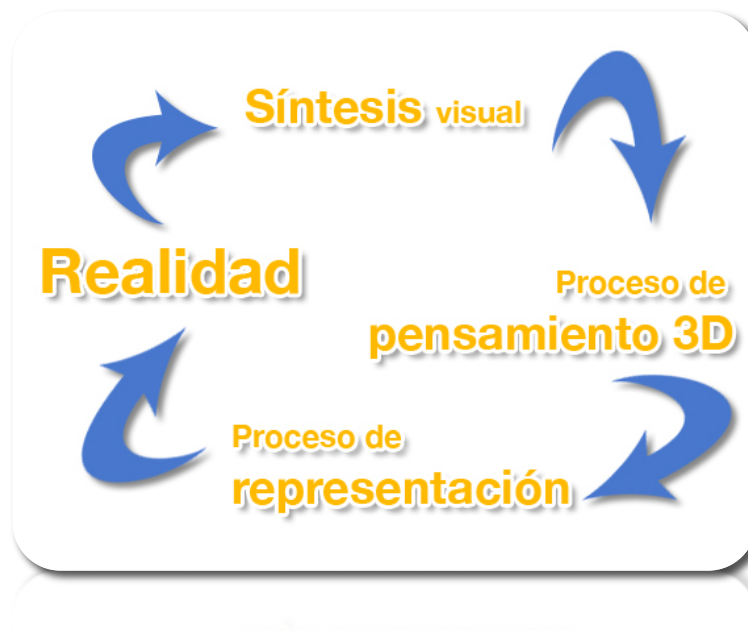 Síntesis visual
Realidad
Proceso de
pensamiento 3D
Proceso de
representación